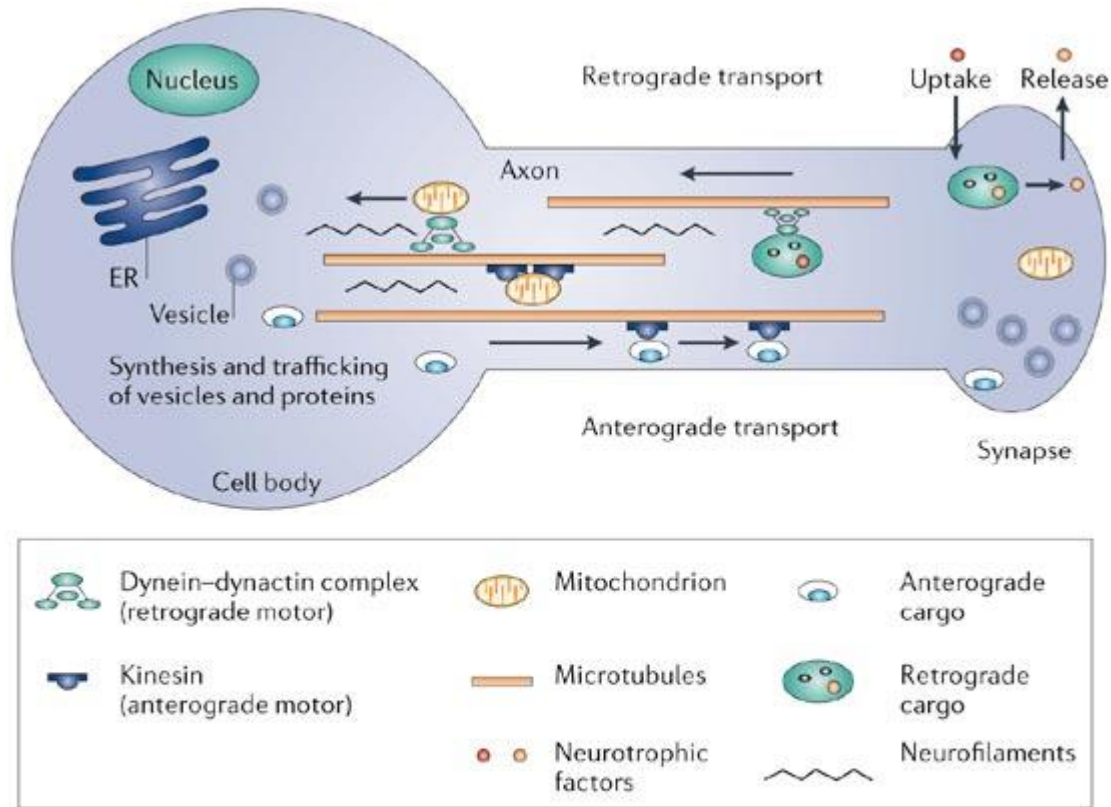 Nucleus
Retrograde transport
Uptake
Release
Axon
ER
Vesicle
Synthesis and trafficking
of vesicles and proteins
Anterograde transport
Synapse
Cell body
Dynein–dynactin complex
(retrograde motor)
Mitochondrion
Anterograde
cargo
Kinesin
(anterograde motor)
Microtubules
Retrograde
cargo
Neurotrophic
factors
Neurofilaments